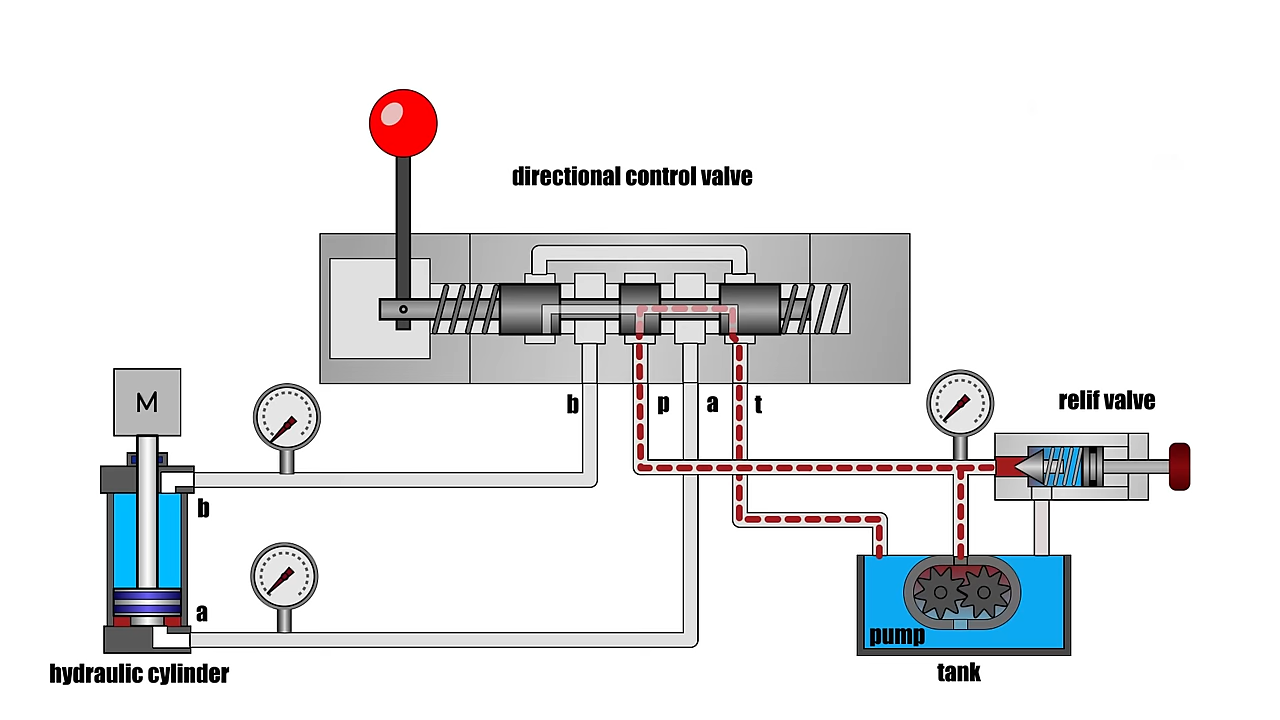 directional control valve
b
p
a
t
relif valve
M
b
a
pump
hydraulic cylinder
tank